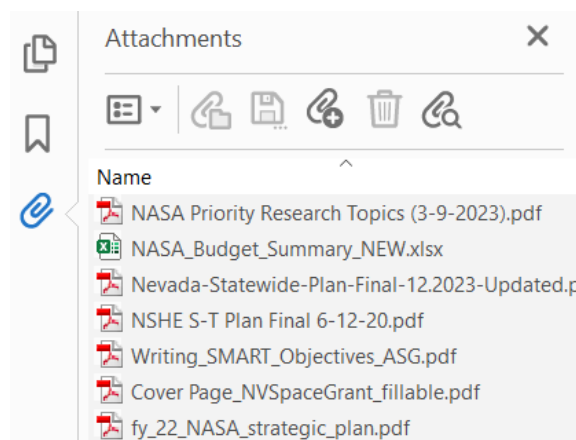 Attachments
Name
NASA Priority Research Topics (3-9-2023).pdf
NASA_Budget_Summary_NEW.xlsx
Nevada-Statewide-Plan-Final-12.2023-Updated.p
NSHE S-T Plan Final 6-12-20.pdf
Writing_SMART_Objectives_ASG.pdf
Cover Page_NVSpaceGrant_fillable.pdf
fy_22_NASA_strategic_plan.pdf